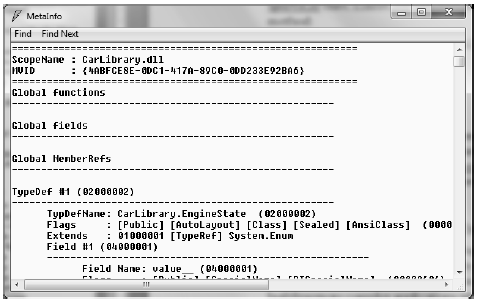 MetaInfo
Find Find Next
===================================================
ScopeName : CarLibrary.dll
MVID : {4ABFCE8E-0DC1-417A-89C0-0DD233E92BA6}
===================================================
Global functions
---------------------------------------------------
Global fields
---------------------------------------------------
Global MemberRefs
---------------------------------------------------
TypeDef #1 (02000002)
---------------------------------------------------
TypDefName: CarLibrary.EngineState (02000002)
Flags : [Public] [AutoLayout] [Class] [Sealed] [AnsiClass] (0000
Extends : 01000001 [TypeRef] System.Enum
Field #1 (04000001)
---------------------------------------------------
Field Name: value__ (04000001)